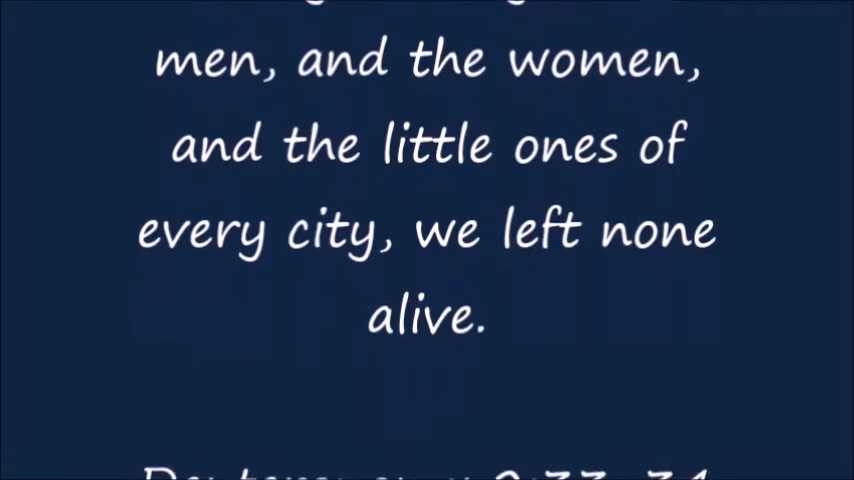 men, and the women,
and the little ones of
every city, we left none
alive.